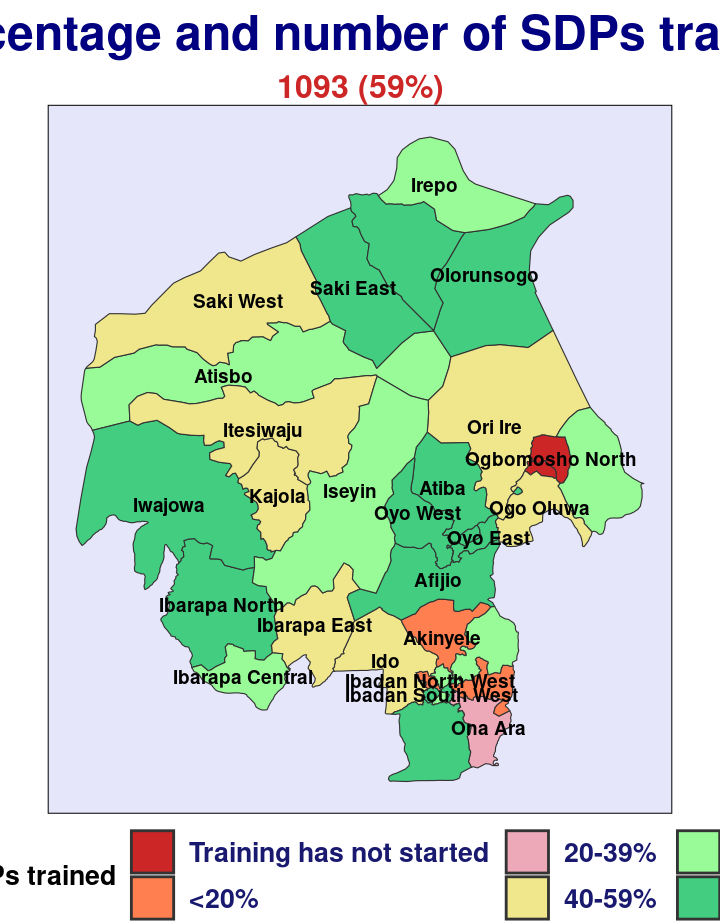 centage and number of SDPs tra
1093 (59%)
Irepo
Olorunsogo
Saki East
Saki West
Atisbo
Itesiwaju
Ori Ire
Ogbomosho North
Atiba
Iseyin
Kajola
Iwajowa
Oyo West
Ogo Oluwa
Oyo East
Afijio
Ibarapa North
Ibarapa East
Akinyele
Ido
Ibarapa Central
Ibadan North West
Ibadan South West
Ona Ara
Ps trained
Training has not started
20-39%
<20%
40-59%